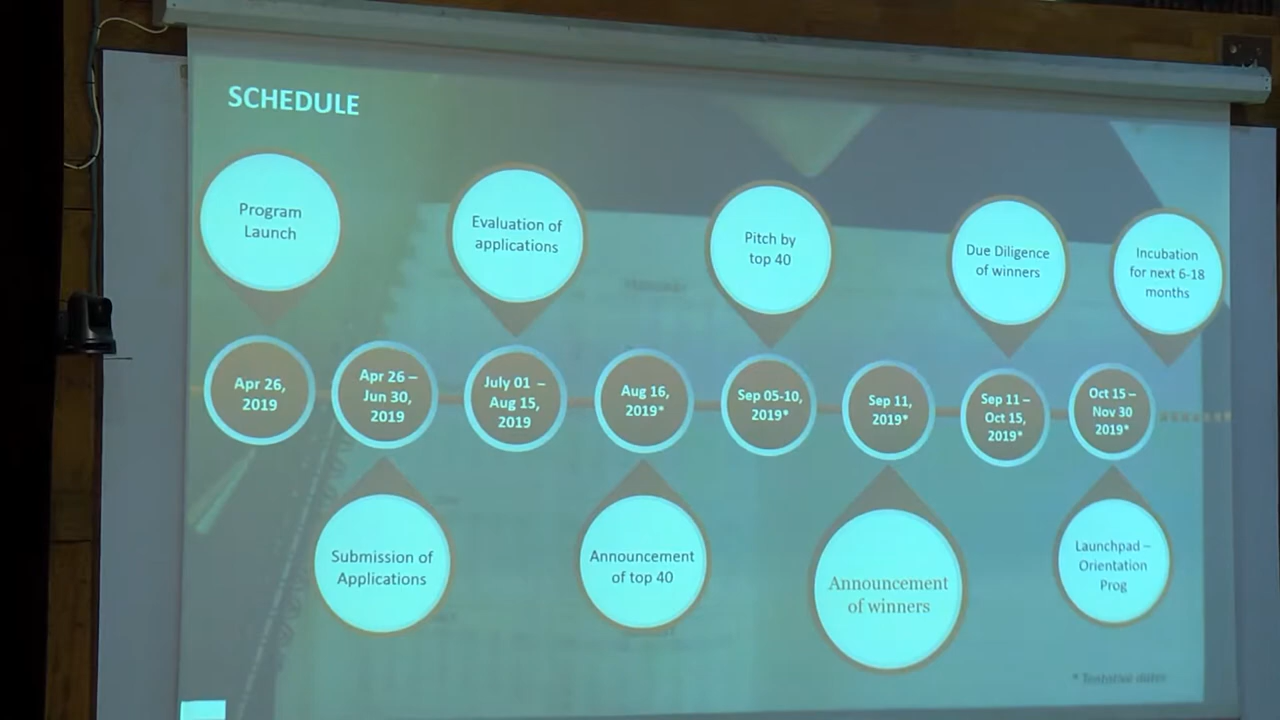 SCHEDULE
Program
Launch
Evaluation of
applications
Pitch by
top 40
Due Diligence
of winners
Incubation
for next 6-18
months
Apr 26,
2019
Apr 26 –
Jun 30,
2019
July 01 –
Aug 15,
2019
Aug 16,
2019*
Sep 05-10,
2019*
Sep 11,
2019*
Sep 11 –
Oct 15,
2019*
Oct 15 –
Nov 30
2019*
Submission of
Applications
Announcement
of top 40
Announcement
of winners
Launchpad –
Orientation
Prog
* Tentative dates